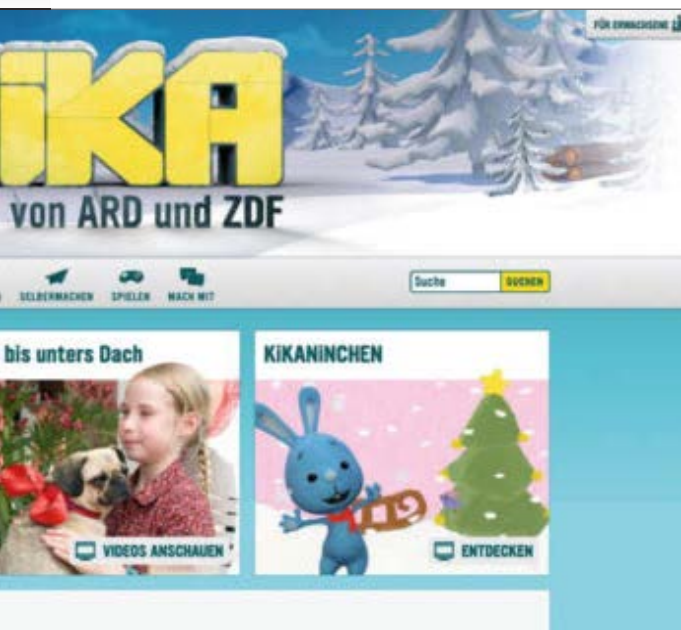 FÜR ERWACHSENE
iKA
von ARD und ZDF
SELBERMACHEN SPIELEN MACH MIT
Suche SUCHEN
bis unters Dach
KiKANiNCHEN
VIDEOS ANSCHAUEN
ENTDECKEN